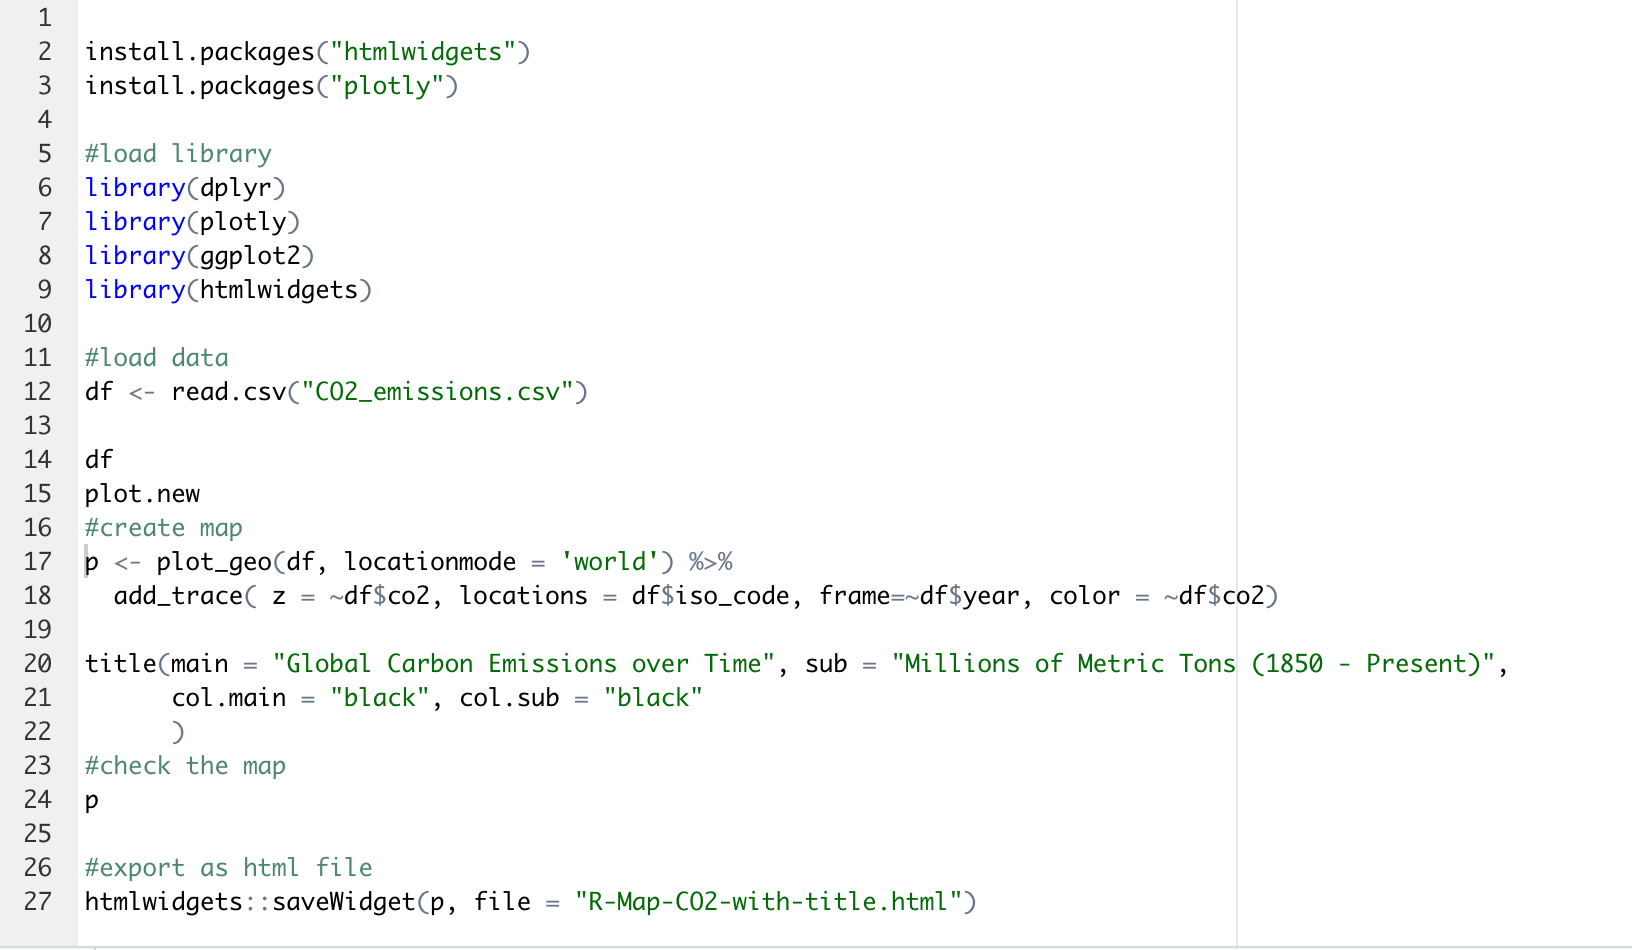 1
2 install.packages("htmlwidgets")
3 install.packages("plotly")
4
5 #load library
6 library(dplyr)
7 library(plotly)
8 library(ggplot2)
9 library(htmlwidgets)
10
11 #load data
12 df <- read.csv("CO2_emissions.csv")
13
14 df
15 plot.new
16 #create map
17 p <- plot_geo(df, locationmode = 'world') %>%
18   add_trace( z = ~df$co2, locations = df$iso_code, frame=~df$year, color = ~df$co2)
19
20 title(main = "Global Carbon Emissions over Time", sub = "Millions of Metric Tons (1850 - Present)",
21       col.main = "black", col.sub = "black"
22       )
23 #check the map
24 p
25
26 #export as html file
27 htmlwidgets::saveWidget(p, file = "R-Map-CO2-with-title.html")